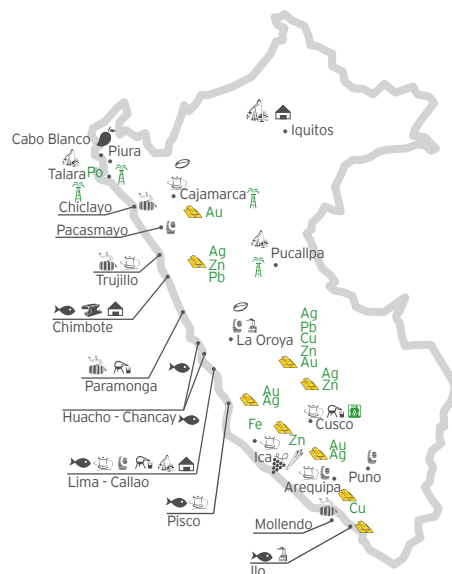 Iquitos
Cabo Blanco
Piura
Talara Po
Cajamarca
Chiclayo
Au
Pacasmayo
Ag
Zn
Pb
Pucallpa
Trujillo
Chimbote
Ag
Pb
Cu
Zn
Au
La Oroya
Ag
Zn
Paramonga
Au
Ag
Huacho - Chancay
Fe
Cusco
Zn
Ica
Au
Ag
Lima - Callao
Arequipa
Puno
Pisco
Cu
Mollendo
Ilo